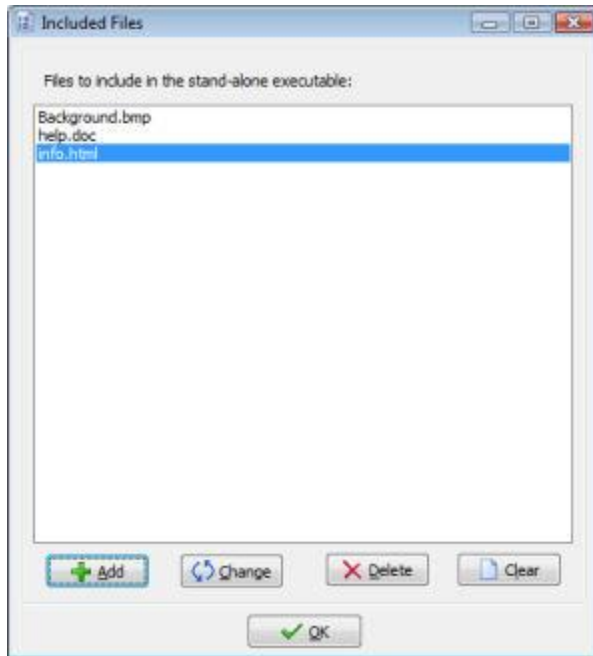 Included Files
Files to include in the stand-alone executable:
Background.bmp
help.doc
info.html
Add
Change
Delete
Clear
OK